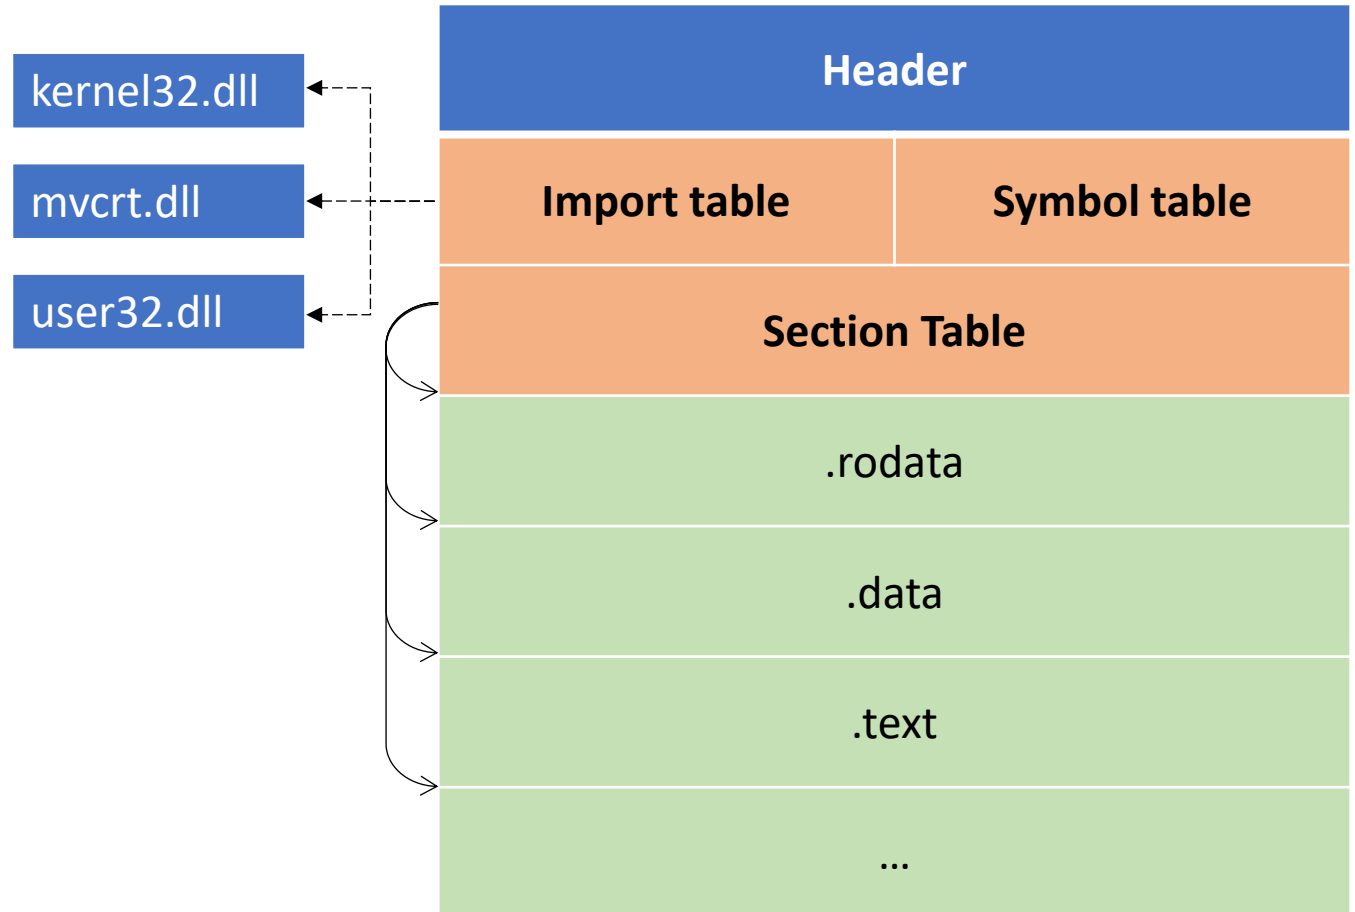 kernel32.dll
mvcrt.dll
user32.dll
Header
Import table
Symbol table
Section Table
.rodata
.data
.text
...